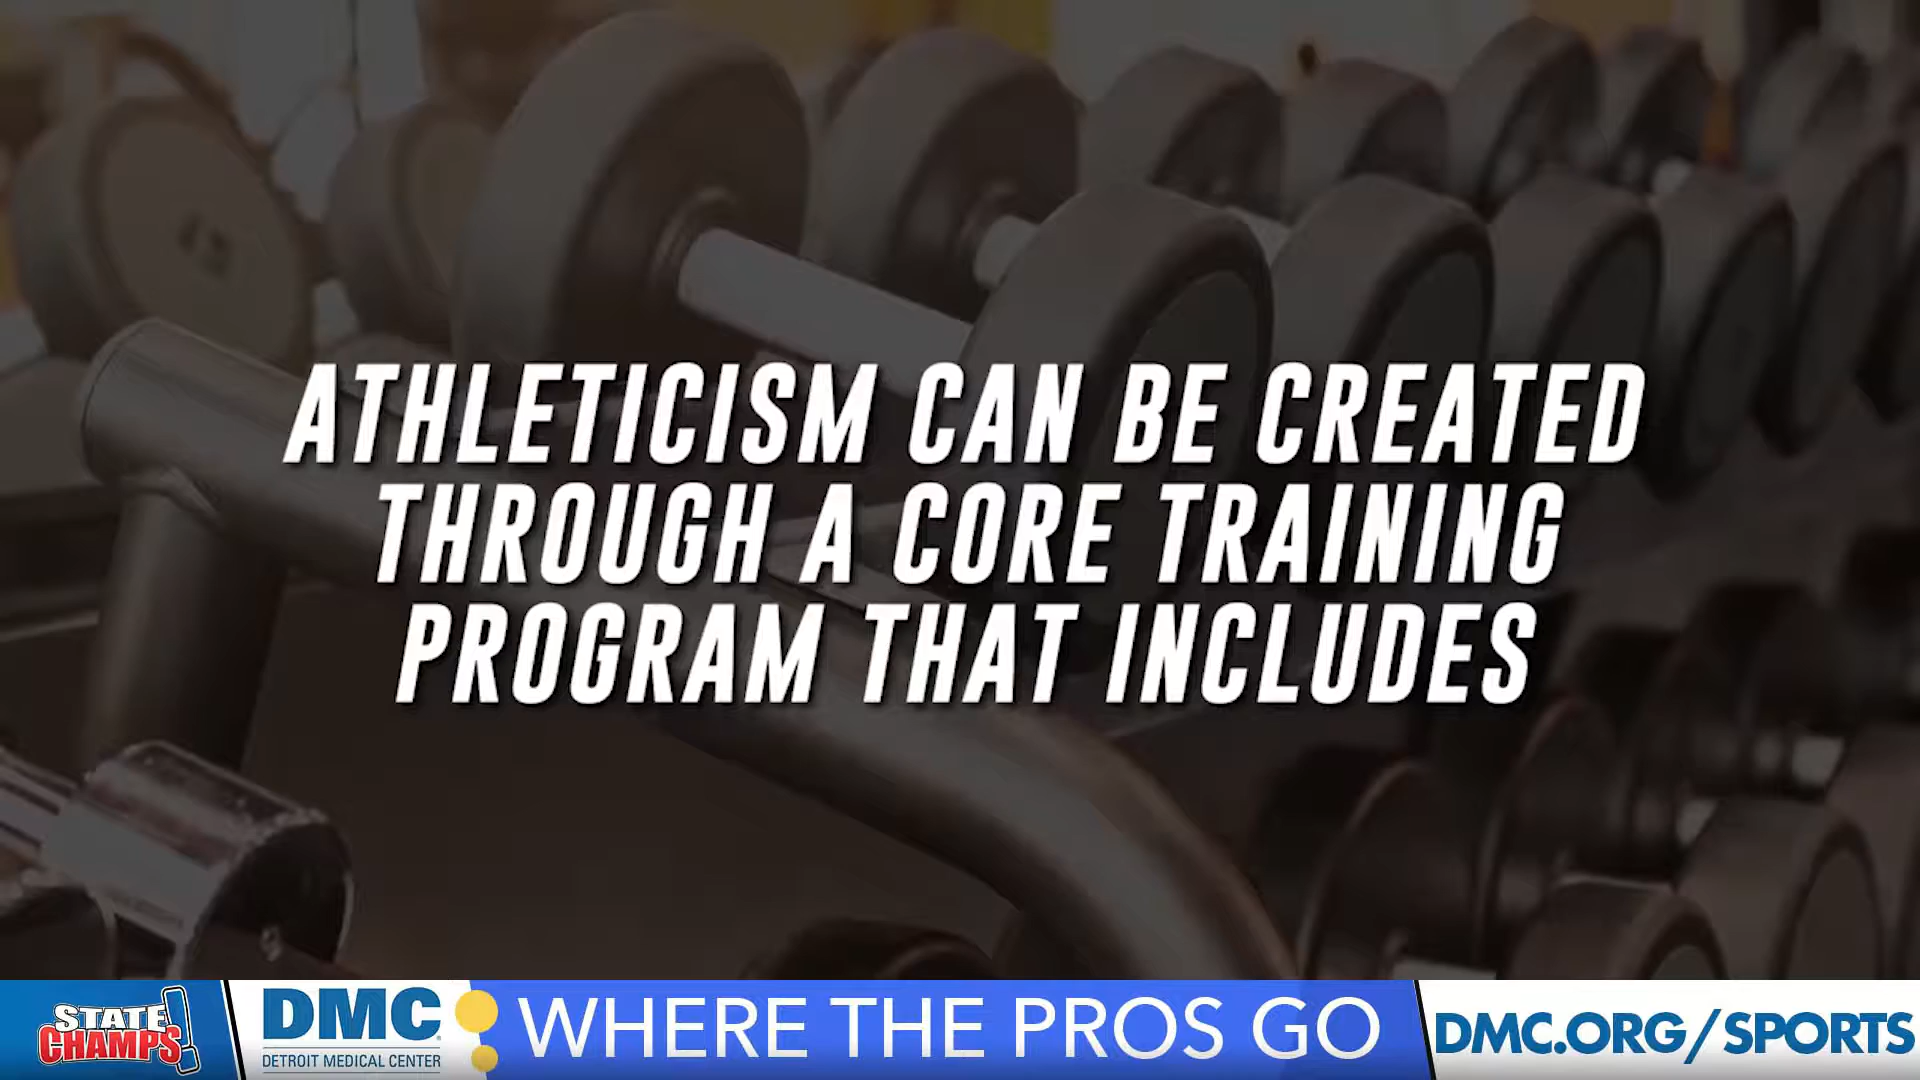 ATHLETICISM CAN BE CREATED
THROUGH A CORE TRAINING
PROGRAM THAT INCLUDES
STATE
CHAMPS!
DMC
DETROIT MEDICAL CENTER
WHERE THE PROS GO
DMC.ORG/SPORTS